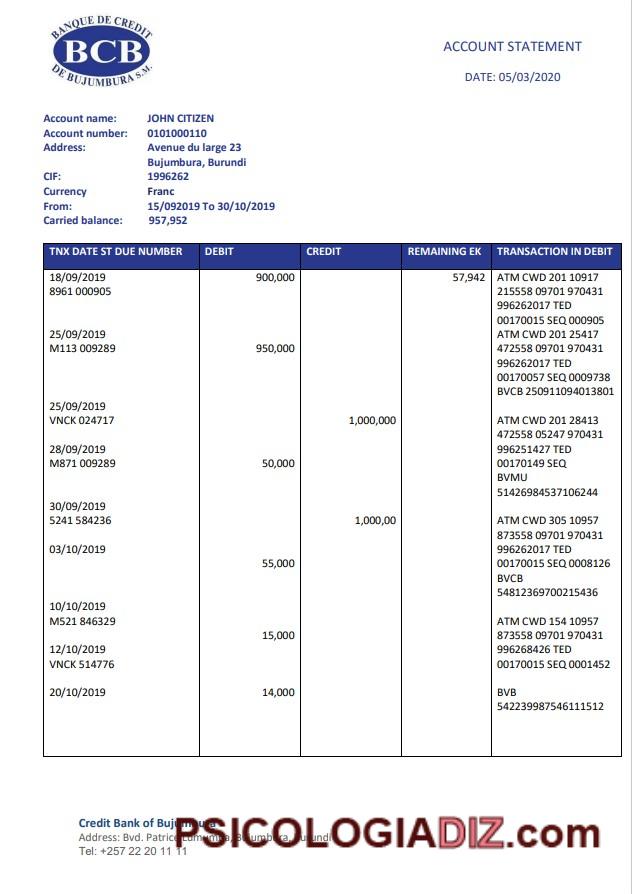 BANQUE DE CREDIT
BCB
DE BUJUMBURA S.M.
ACCOUNT STATEMENT
DATE: 05/03/2020
Account name: JOHN CITIZEN
Account number: 0101000110
Address: Avenue du large 23
Bujumbura, Burundi
CIF: 1996262
Currency Franc
From: 15/092019 To 30/10/2019
Carried balance: 957,952
TNX DATE ST DUE NUMBER DEBIT CREDIT REMAINING EK TRANSACTION IN DEBIT
18/09/2019 900,000 57,942 ATM CWD 201 10917
8961 000905 215558 09701 970431
996262017 TED
00170015 SEQ 000905
25/09/2019 ATM CWD 201 25417
M113 009289 950,000 472558 09701 970431
996262017 TED
00170057 SEQ 0009738
BVCB 250911094013801
25/09/2019
VNCK 024717 1,000,000 ATM CWD 201 28413
472558 05247 970431
28/09/2019 996251427 TED
M871 009289 50,000 00170149 SEQ
BVMU
51426984537106244
30/09/2019
5241 584236 1,000,00 ATM CWD 305 10957
873558 09701 970431
03/10/2019 996262017 TED
55,000 00170015 SEQ 0008126
BVCB
54812369700215436
10/10/2019
M521 846329 ATM CWD 154 10957
15,000 873558 09701 970431
12/10/2019 996268426 TED
VNCK 514776 00170015 SEQ 0001452
20/10/2019 14,000 BVB
542239987546111512
Credit Bank of Bujumbura
Address: Bvd. Patrice Lumumba, Bujumbura, Burundi
Tel: +257 22 20 11 11
PSICOLOGIADIZ.com